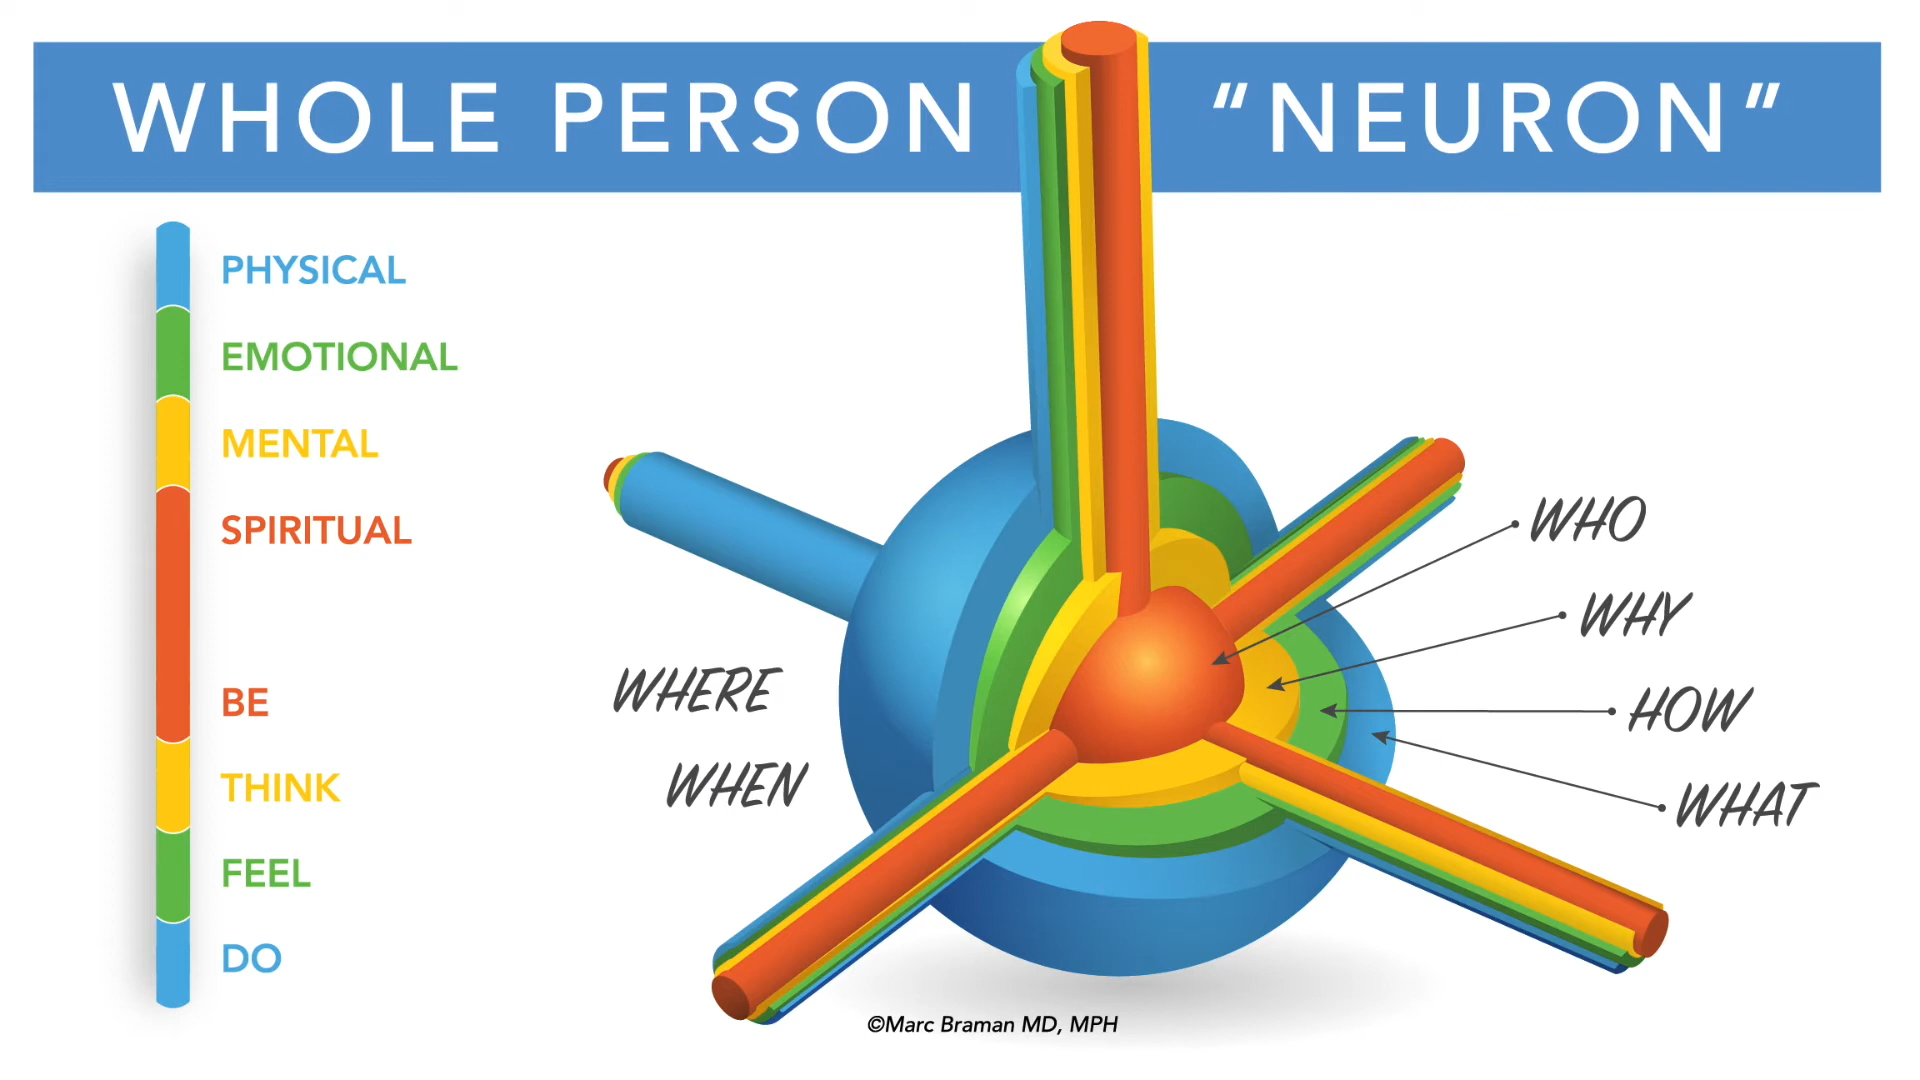 WHOLE PERSON "NEURON"
PHYSICAL
EMOTIONAL
MENTAL
SPIRITUAL
BE
THINK
FEEL
DO
WHERE
WHEN
WHO
WHY
HOW
WHAT
©Marc Braman MD, MPH